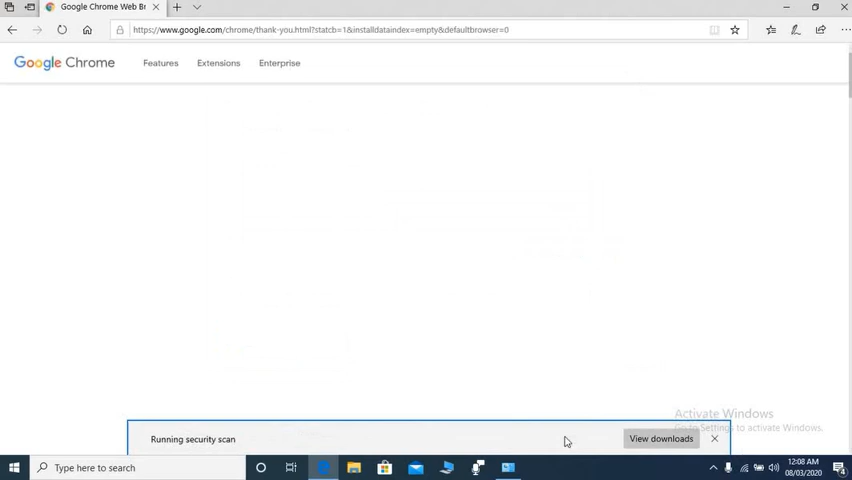 Google Chrome Web Br
https://www.google.com/chrome/thank-you.html?statcb=1&installdataindex=empty&defaultbrowser=0
Google Chrome Features Extensions Enterprise
Activate Windows
Go to Settings to activate Windows.
Running security scan View downloads
Type here to search
12:08 AM
08/03/2020
4